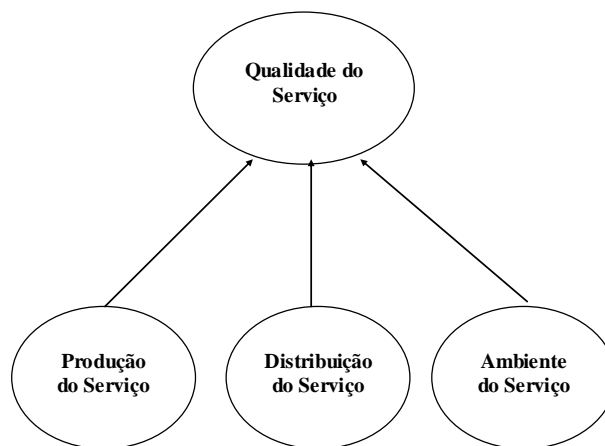 Qualidade do
Serviço
Produção
do Serviço
Distribuição
do Serviço
Ambiente
do Serviço